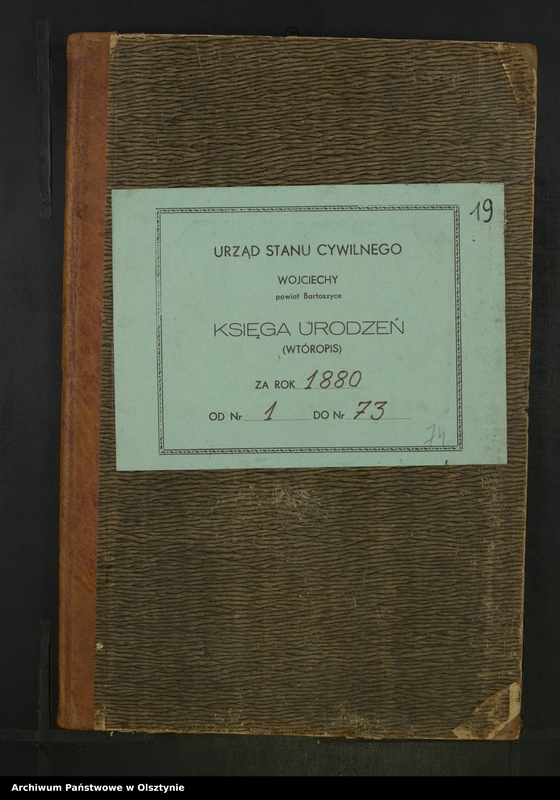 19
URZĄD STANU CYWILNEGO
WOJCIECHY
powiat Bartoszyce
KSIĘGA URODZEŃ
(WTÓROPIS)
ZA ROK 1880
OD Nr 1 DO Nr 73
74
Archiwum Państwowe w Olsztynie